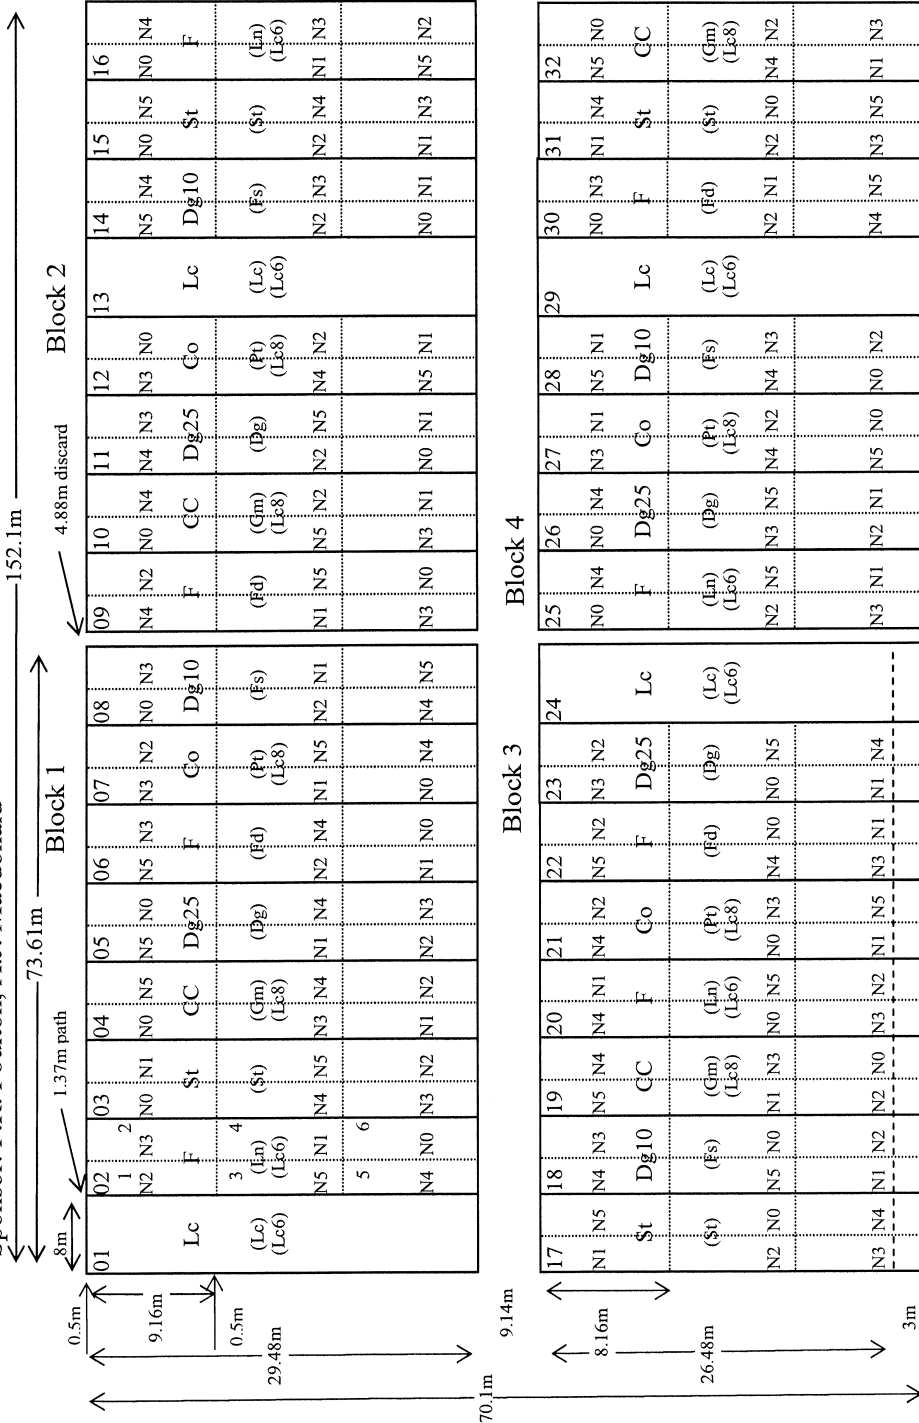 152.1m
73.61m
1.37m path
4.88m discard
8m
Block 1
Block 2
0.5m
01 02 03 04 05 06 07 08 09 10 11 12 13 14 15 16
1 2
N2 N3 N0 N1 N0 N5 N5 N0 N5 N3 N3 N2 N0 N3 N4 N2 N0 N4 N4 N3 N3 N0 N5 N4 N0 N5 N0 N4
9.16m
Lc F St CC Dg25 F Co Dg10 F CC Dg25 Co Lc Dg10 St F
0.5m
3 4
(Lc) (Ln) (St) (Gm) (Dg) (Fd) (Pt) (Fs) (Fd) (Gm) (Dg) (Pt) (Lc) (Fs) (St) (Ln)
(Lc6) (Lc6) (Lc8) (Lc8) (Lc8) (Lc8) (Lc6) (Lc6)
29.48m
N5 N1 N4 N5 N3 N4 N1 N4 N2 N4 N1 N5 N2 N1 N1 N5 N5 N2 N2 N5 N4 N2 N2 N3 N2 N4 N1 N3
5 6
N4 N0 N3 N2 N1 N2 N2 N3 N1 N0 N0 N4 N4 N5 N3 N0 N3 N1 N0 N1 N5 N1 N0 N1 N1 N3 N5 N2
70.1m
9.14m
Block 3
Block 4
17 18 19 20 21 22 23 24 25 26 27 28 29 30 31 32
N1 N5 N4 N3 N5 N4 N4 N1 N4 N2 N5 N2 N3 N2 N0 N4 N0 N4 N3 N1 N5 N1 N0 N3 N1 N4 N5 N0
8.16m
St Dg10 CC F Co F Dg25 Lc F Dg25 Co Dg10 Lc F St CC
(St) (Fs) (Gm) (Ln) (Pt) (Fd) (Dg) (Lc) (Ln) (Dg) (Pt) (Fs) (Lc) (Fd) (St) (Gm)
(Lc8) (Lc6) (Lc8) (Lc6) (Lc6) (Lc8) (Lc6) (Lc8)
26.48m
N2 N0 N5 N0 N1 N3 N0 N5 N0 N3 N4 N0 N0 N5 N2 N5 N3 N5 N4 N2 N4 N3 N2 N1 N2 N0 N4 N2
N3 N4 N1 N2 N2 N0 N3 N2 N1 N5 N3 N1 N1 N4 N3 N1 N2 N1 N5 N0 N0 N2 N4 N5 N3 N5 N1 N3
3m